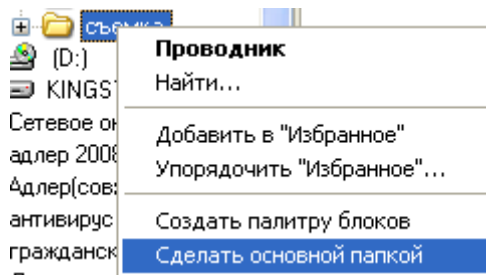 съемка
Проводник
(D:)
Найти...
KINGST
Сетевое
Добавить в "Избранное"
адлер 2008
Упорядочить "Избранное"...
Адлер(сов
антивирус
Создать палитру блоков
гражданск
Сделать основной папкой